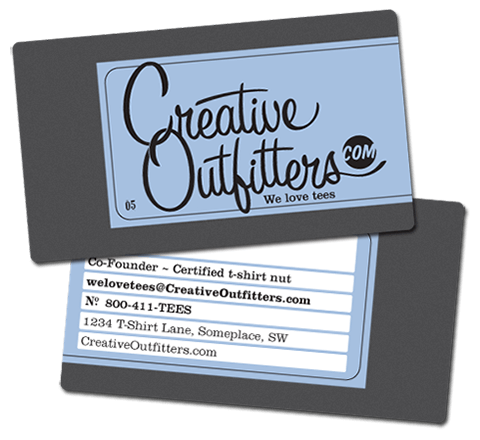 Creative
Outfitters
COM
We love tees
05
Co-Founder ~ Certified t-shirt nut
welovetees@CreativeOutfitters.com
Nº 800-411-TEES
1234 T-Shirt Lane, Someplace, SW
CreativeOutfitters.com